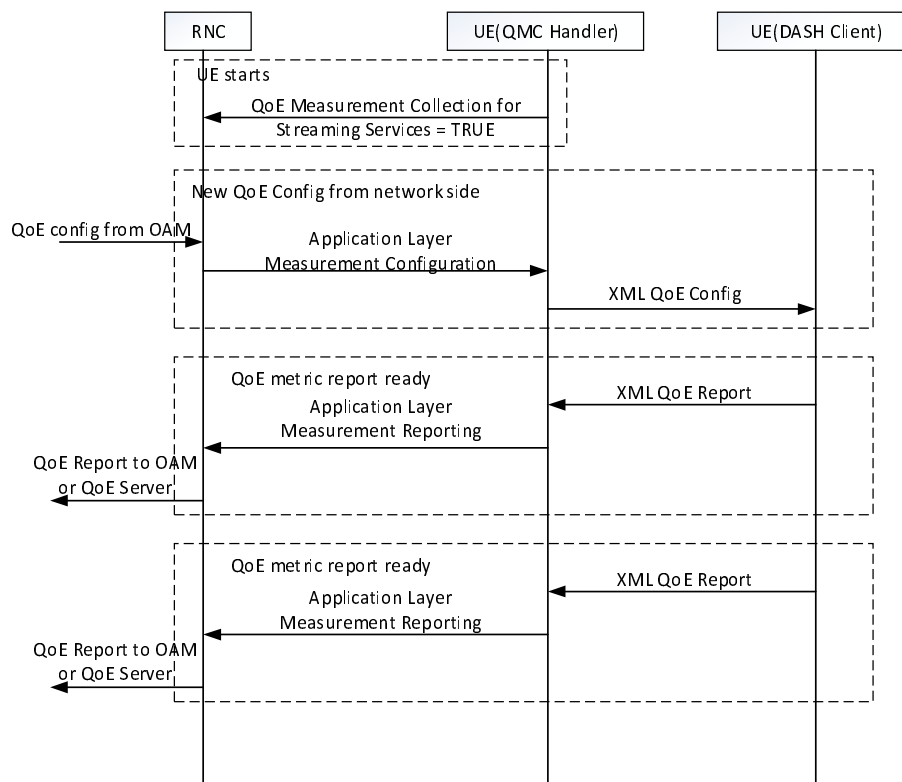 RNC
UE(QMC Handler)
UE(DASH Client)
UE starts
QoE Measurement Collection for
Streaming Services = TRUE
New QoE Config from network side
QoE config from OAM
Application Layer
Measurement Configuration
XML QoE Config
QoE metric report ready
XML QoE Report
Application Layer
Measurement Reporting
QoE Report to OAM
or QoE Server
QoE metric report ready
XML QoE Report
Application Layer
Measurement Reporting
QoE Report to OAM
or QoE Server